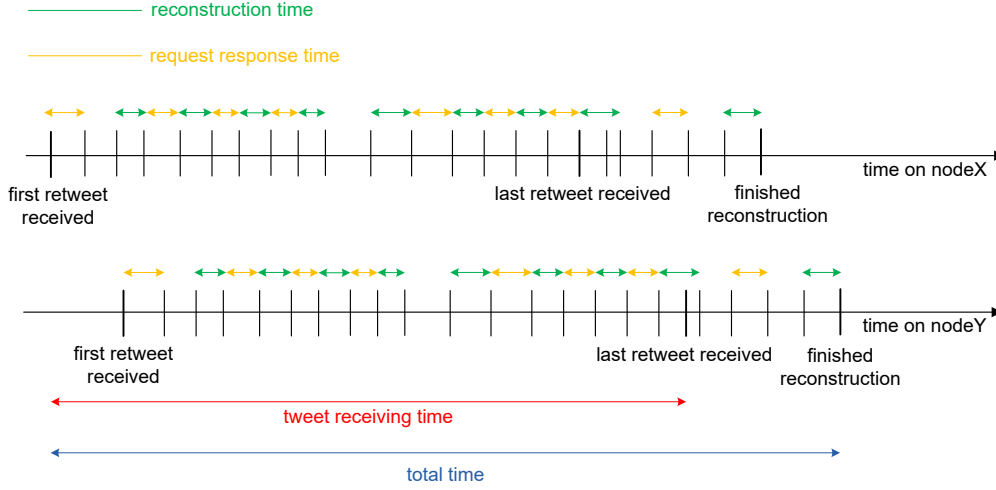 reconstruction time
request response time
time on nodeX
first retweet
received
last retweet received
finished
reconstruction
time on nodeY
first retweet
received
last retweet received
finished
reconstruction
tweet receiving time
total time